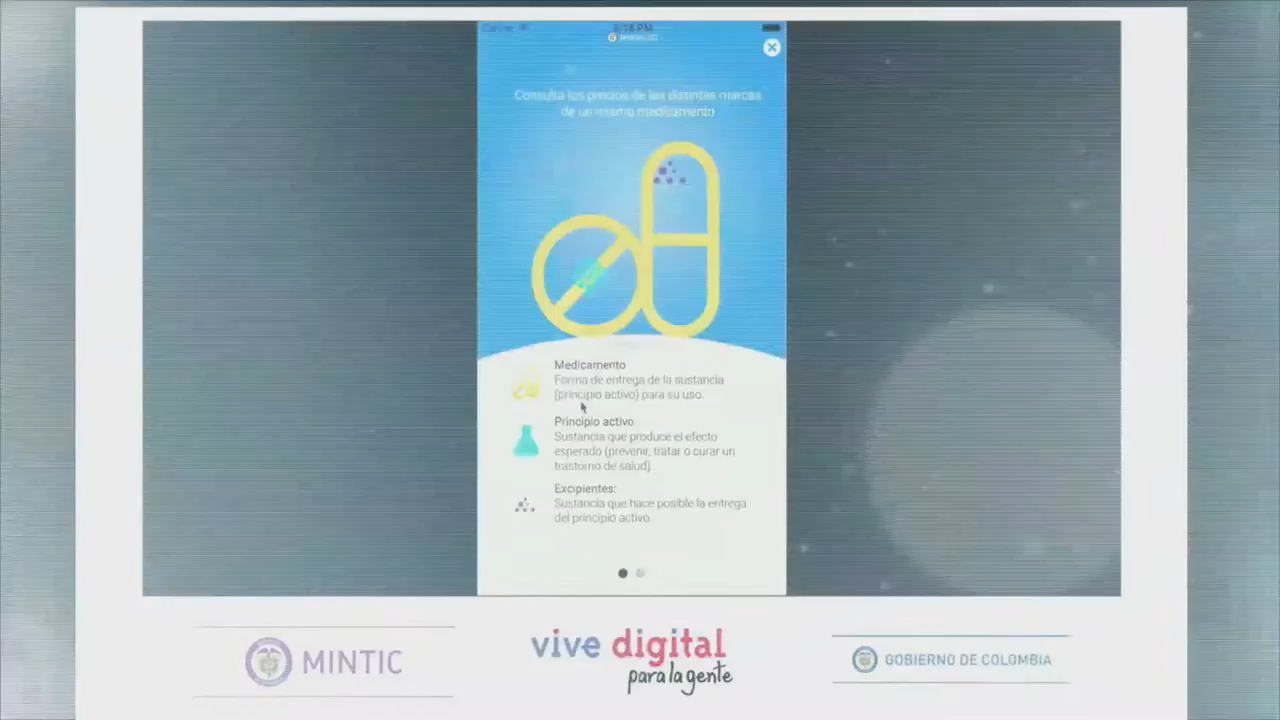 Consulta los precios de las distintas marcas
de un mismo medicamento
Medicamento
Forma de entrega de la sustancia
(principio activo) para su uso.
Principio activo
Sustancia que produce el efecto
esperado (prevenir, tratar o curar un
trastorno de salud).
Excipientes:
Sustancia que hace posible la entrega
del principio activo.
MINTIC
vive digital
para la gente
GOBIERNO DE COLOMBIA